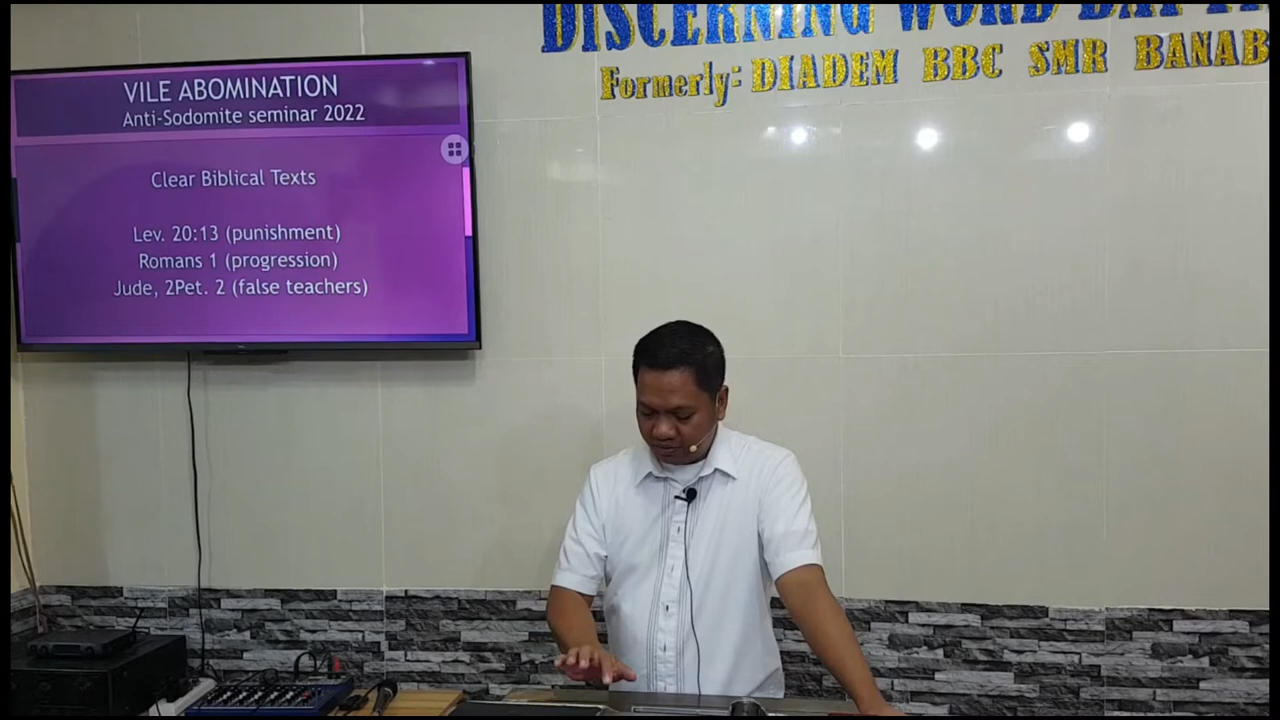 VILE ABOMINATION
Anti-Sodomite seminar 2022
Clear Biblical Texts
Lev. 20:13 (punishment)
Romans 1 (progression)
Jude, 2Pet. 2 (false teachers)
DISCERNING WORD
Formerly: DIADEM BBC SMR BANAB